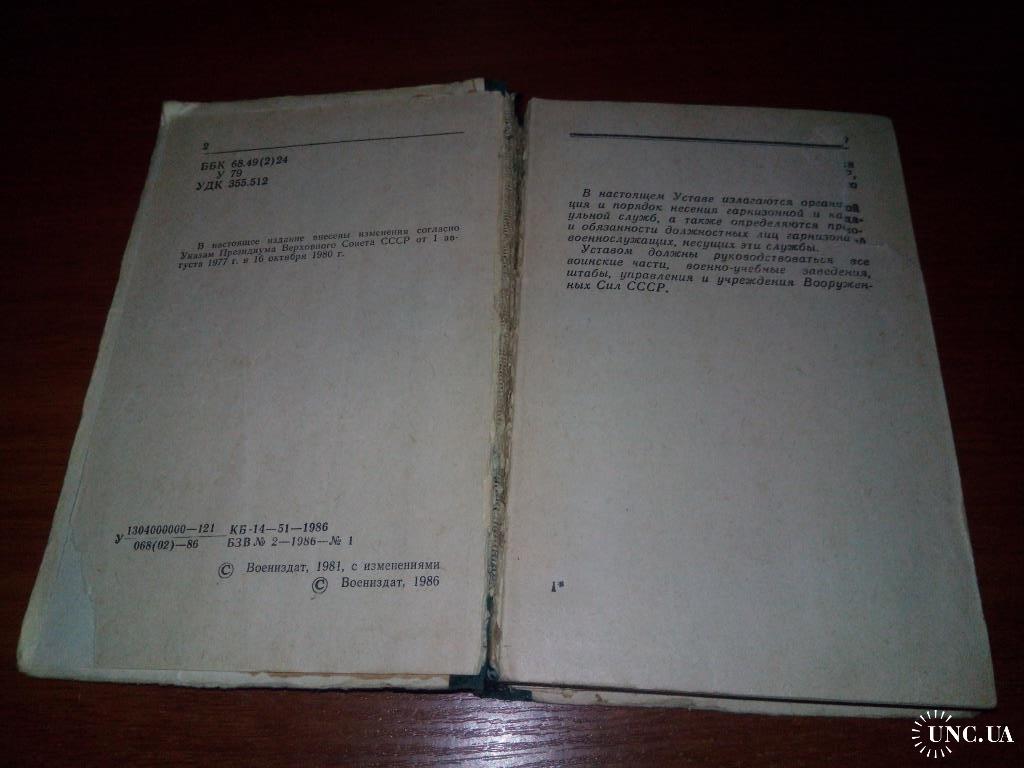 2
ББК 68.49(2)24
У 79
УДК 355.512
В настоящее издание внесены изменения согласно
Указам Президиума Верховного Совета СССР от 1 ав-
густа 1977 г. и 16 октября 1980 г.
У 1304000000—121
068(02)—86
КБ-14—51—1986
БЗВ № 2—1986—№ 1
© Воениздат, 1981, с изменениями
© Воениздат, 1986
В настоящем Уставе излагаются
ция и порядок несения гарнизонной и
ульной служб, а также определяются
и обязанности должностных лиц гарнизона
военнослужащих, несущих эти службы.
Уставом должны руководствоваться все
воинские части, военно-учебные заведения,
штабы, управления и учреждения Вооружен-
ных Сил СССР.
1*
UNC.UA